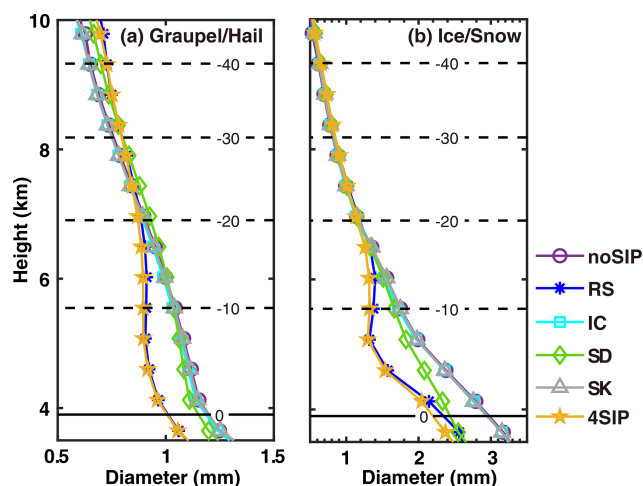 (a) Graupel/Hail
(b) Ice/Snow
10
8
6
4
Height (km)
-40
-30
-20
-10
0
-40
-30
-20
-10
0
0.5
1
1.5
1
2
3
Diameter (mm)
Diameter (mm)
noSIP
RS
IC
SD
SK
4SIP